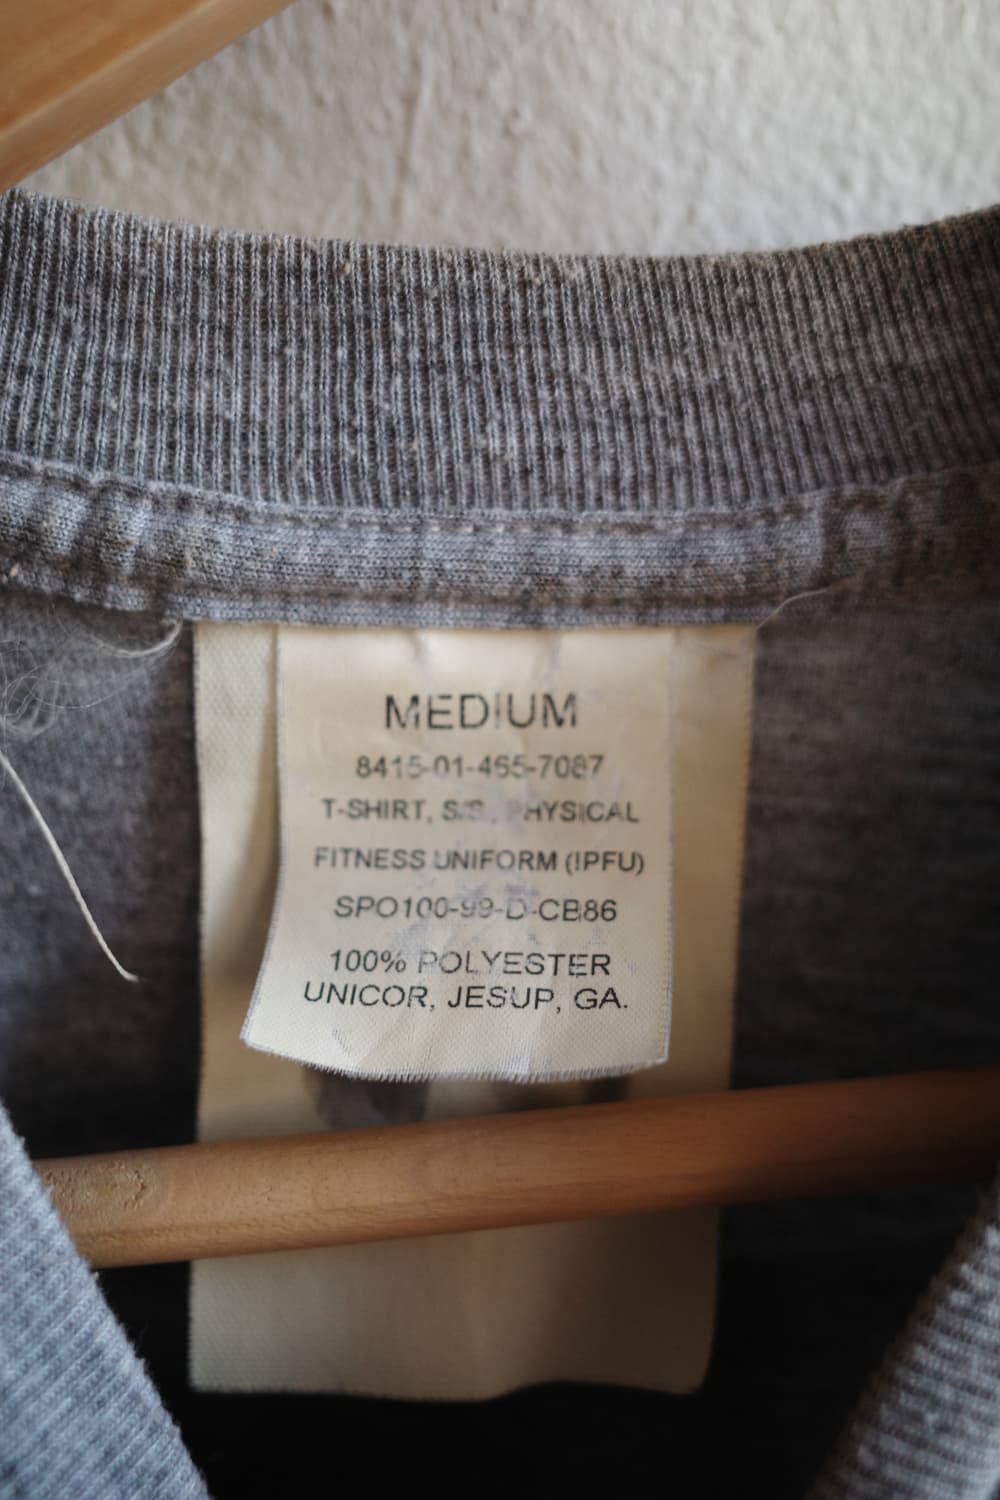 MEDIUM
8415-01-465-7087
T-SHIRT, S/S, PHYSICAL
FITNESS UNIFORM (IPFU)
SPO100-99-D-CB86
100% POLYESTER
UNICOR, JESUP, GA.